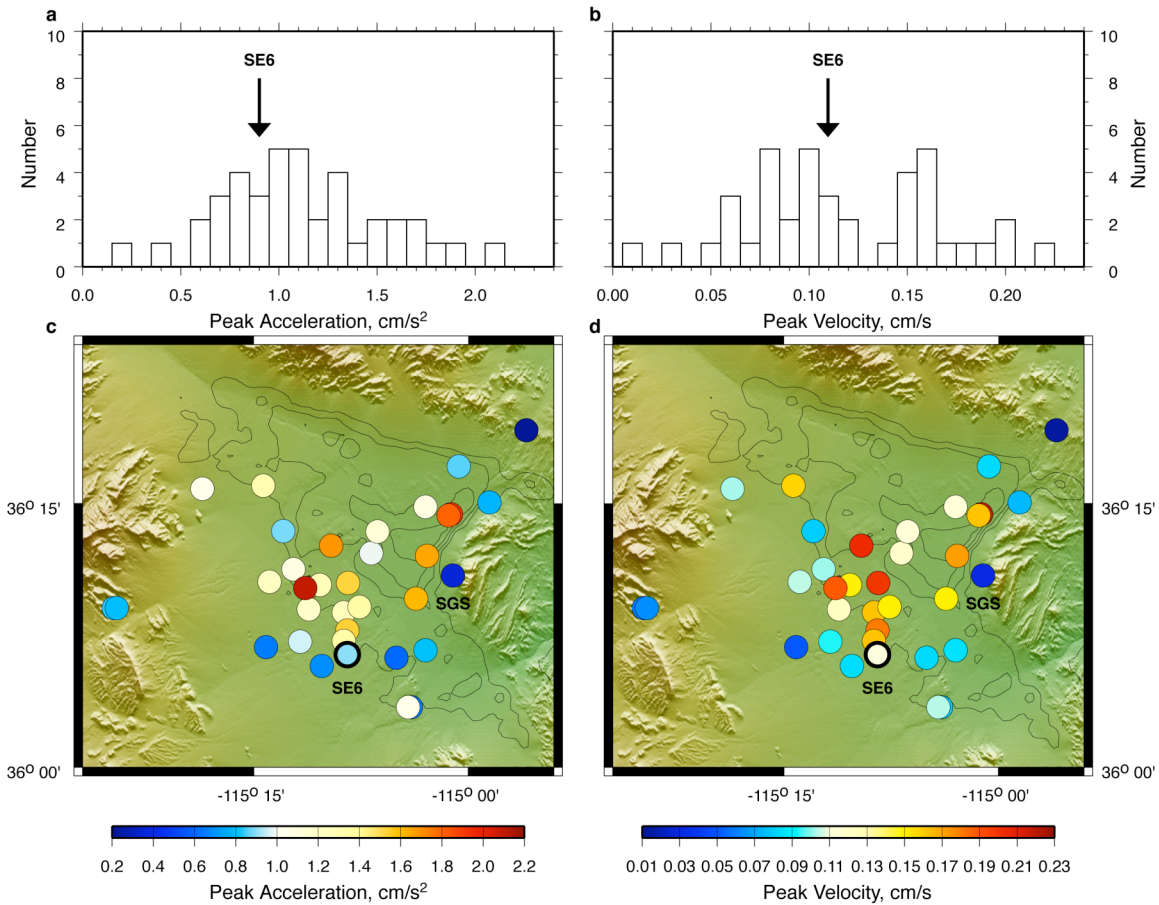 a
b
10
8
6
4
2
0
Number
SE6
0.0 0.5 1.0 1.5 2.0
Peak Acceleration, cm/s²
SE6
10
8
6
4
2
0
Number
0.00 0.05 0.10 0.15 0.20
Peak Velocity, cm/s
c
d
36º 15'
36º 00'
SGS
SE6
-115º 15' -115º 00'
SGS
SE6
36º 15'
36º 00'
-115º 15' -115º 00'
0.2 0.4 0.6 0.8 1.0 1.2 1.4 1.6 1.8 2.0 2.2
Peak Acceleration, cm/s²
0.01 0.03 0.05 0.07 0.09 0.11 0.13 0.15 0.17 0.19 0.21 0.23
Peak Velocity, cm/s